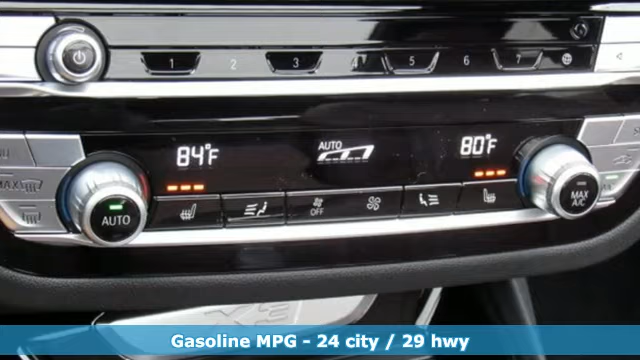 1 2 3 4 5 6 7
AUTO
84°F
80°F
MAX
AUTO
OFF
MAX
A/C
Gasoline MPG - 24 city / 29 hwy